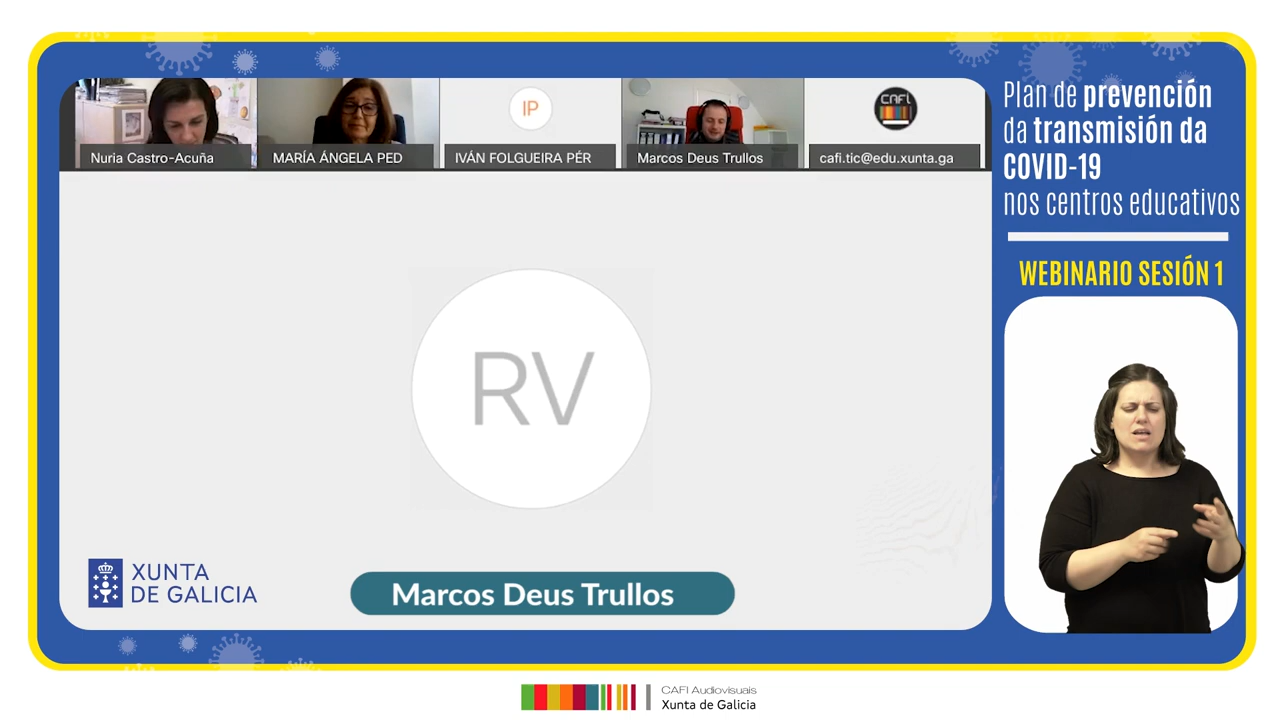 Nuria Castro-Acuña
MARÍA ÁNGELA PED
IP
IVÁN FOLGUEIRA PÉR
Marcos Deus Trullos
CAFI
cafi.tic@edu.xunta.ga
RV
XUNTA
DE GALICIA
Marcos Deus Trullos
Plan de prevención
da transmisión da
COVID-19
nos centros educativos
WEBINARIO SESIÓN 1
CAFI Audiovisuais
Xunta de Galicia